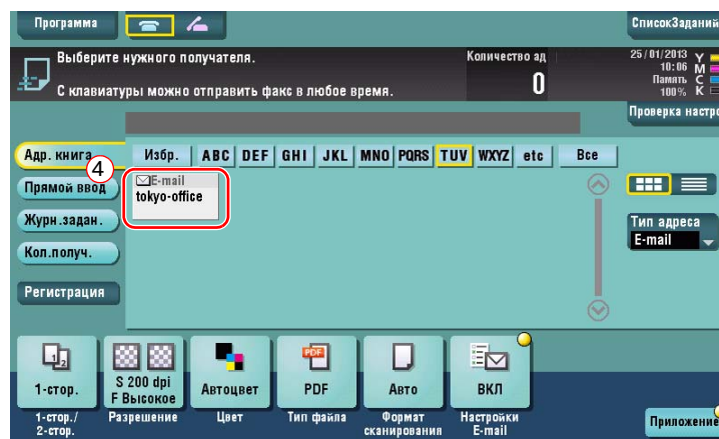 Программа
СписокЗаданий
Выберите нужного получателя.
Количество ад
0
С клавиатуры можно отправить факс в любое время.
25/01/2013
10:06
Память
100%
Y
M
C
K
Проверка настро
Адр. книга
4
Избр. ABC DEF GHI JKL MNO PQRS TUV WXYZ etc Все
Прямой ввод
E-mail
tokyo-office
Журн.задан.
Тип адреса
E-mail
Кол.получ.
Регистрация
1-стор.
S 200 dpi
F Высокое
Автоцвет
PDF
PDF
Авто
ВКЛ
1-стор./
2-стор.
Разрешение
Цвет
Тип файла
Формат
сканирования
Настройки
E-mail
Приложение